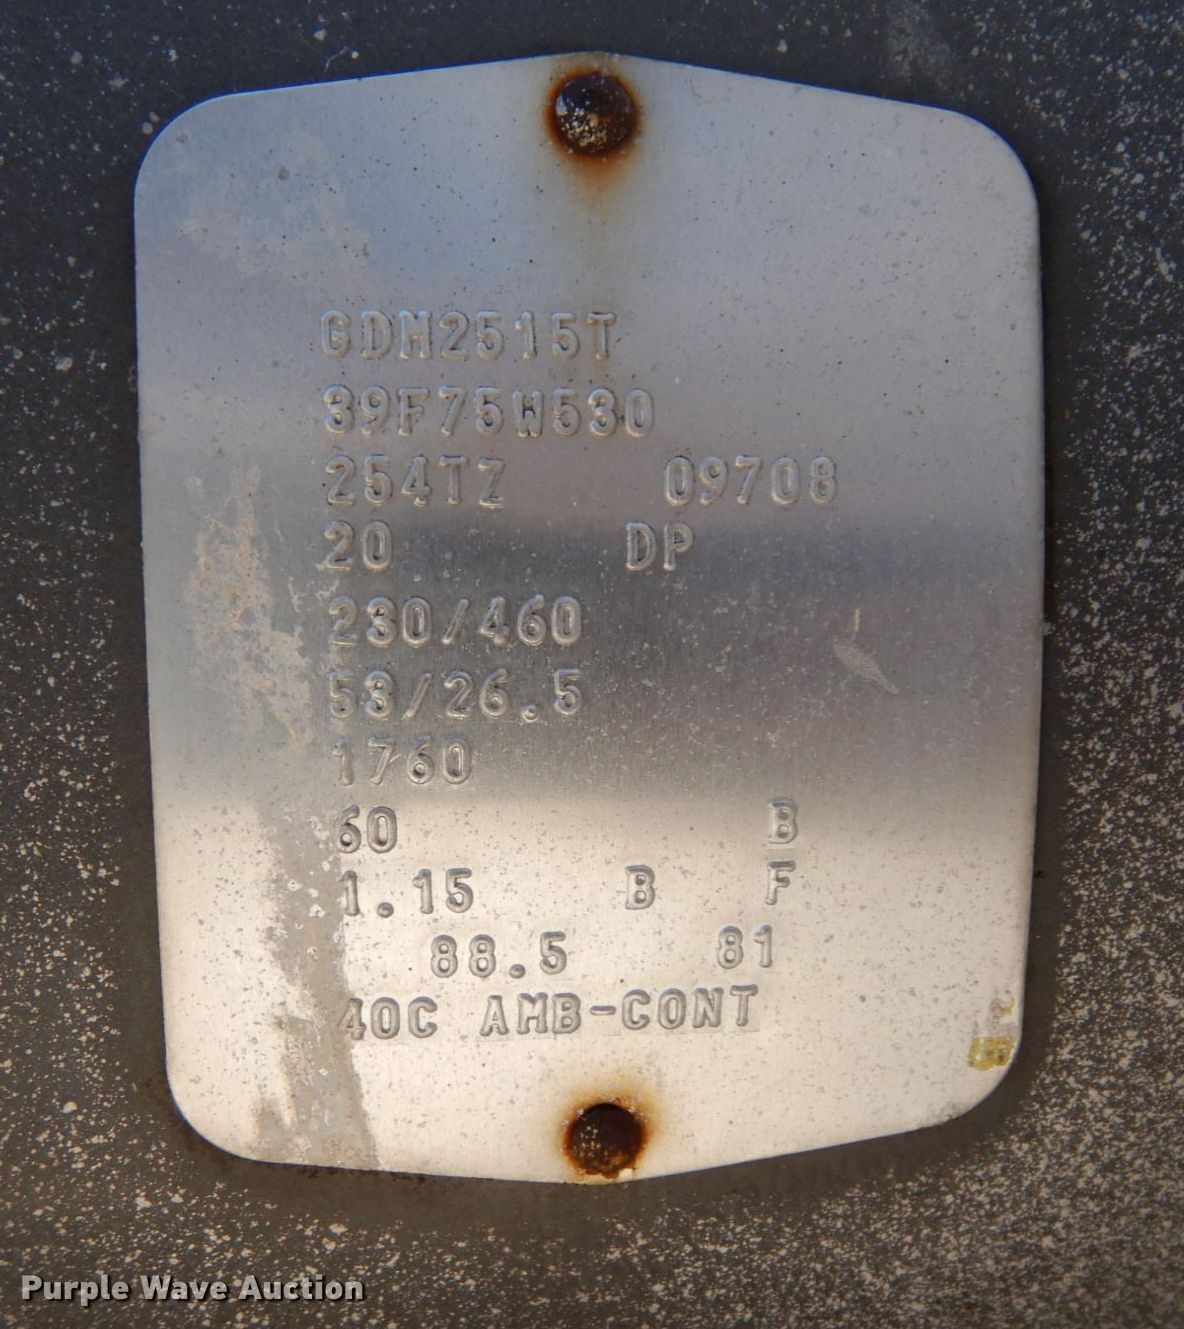 GDM2515T
39F75W530
254TZ 09708
20 DP
230/460
53/26.5
1760
60 B
1.15 B F
88.5 81
40C AMB-CONT
Purple Wave Auction